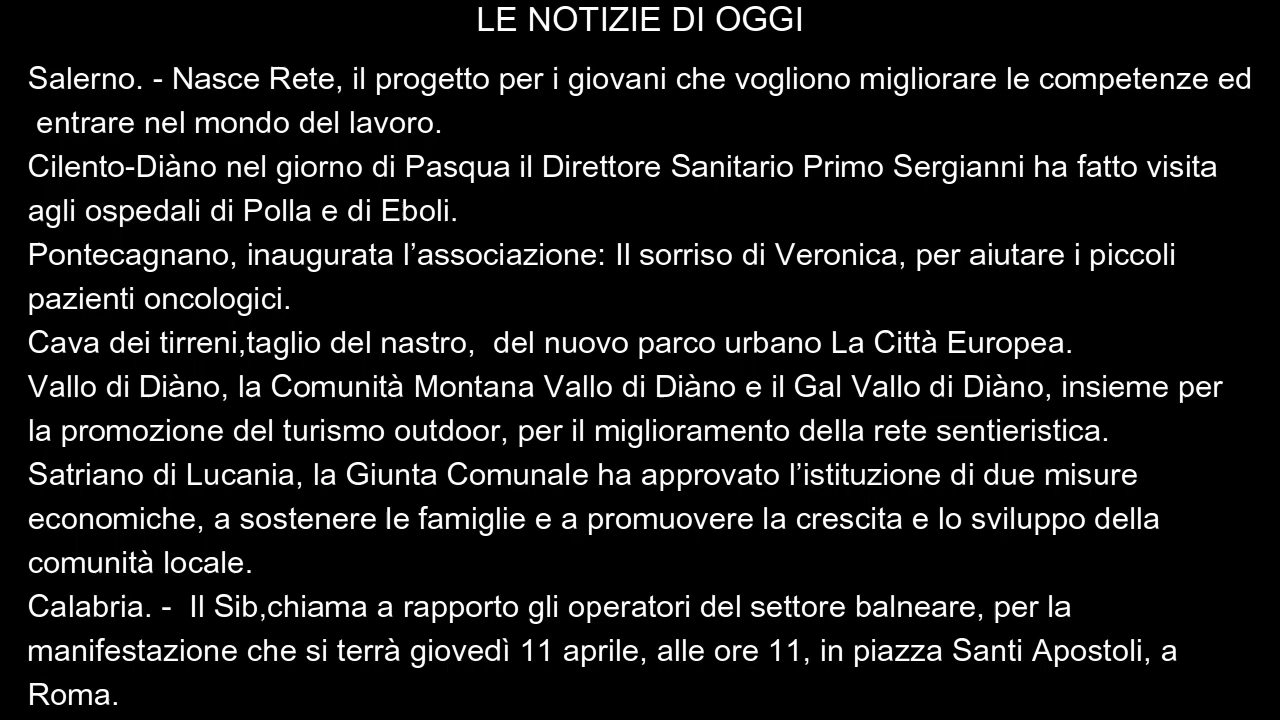 LE NOTIZIE DI OGGI
Salerno. - Nasce Rete, il progetto per i giovani che vogliono migliorare le competenze ed
entrare nel mondo del lavoro.
Cilento-Diàno nel giorno di Pasqua il Direttore Sanitario Primo Sergianni ha fatto visita
agli ospedali di Polla e di Eboli.
Pontecagnano, inaugurata l’associazione: Il sorriso di Veronica, per aiutare i piccoli
pazienti oncologici.
Cava dei tirreni,taglio del nastro,  del nuovo parco urbano La Città Europea.
Vallo di Diàno, la Comunità Montana Vallo di Diàno e il Gal Vallo di Diàno, insieme per
la promozione del turismo outdoor, per il miglioramento della rete sentieristica.
Satriano di Lucania, la Giunta Comunale ha approvato l’istituzione di due misure
economiche, a sostenere le famiglie e a promuovere la crescita e lo sviluppo della
comunità locale.
Calabria. -  Il Sib,chiama a rapporto gli operatori del settore balneare, per la
manifestazione che si terrà giovedì 11 aprile, alle ore 11, in piazza Santi Apostoli, a
Roma.